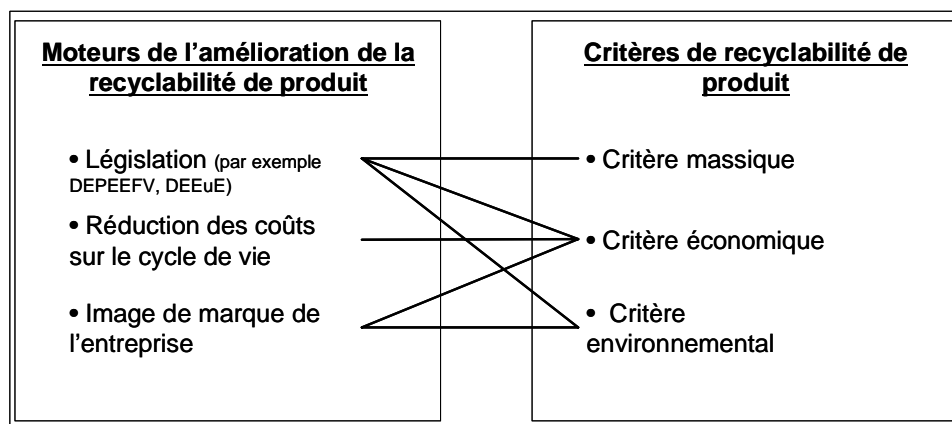 Moteurs de l'amélioration de la
recyclabilité de produit
• Législation (par exemple
DEPEEFV, DEEuE)
• Réduction des coûts
sur le cycle de vie
• Image de marque de
l'entreprise
Critères de recyclabilité de
produit
• Critère massique
• Critère économique
• Critère
environnemental